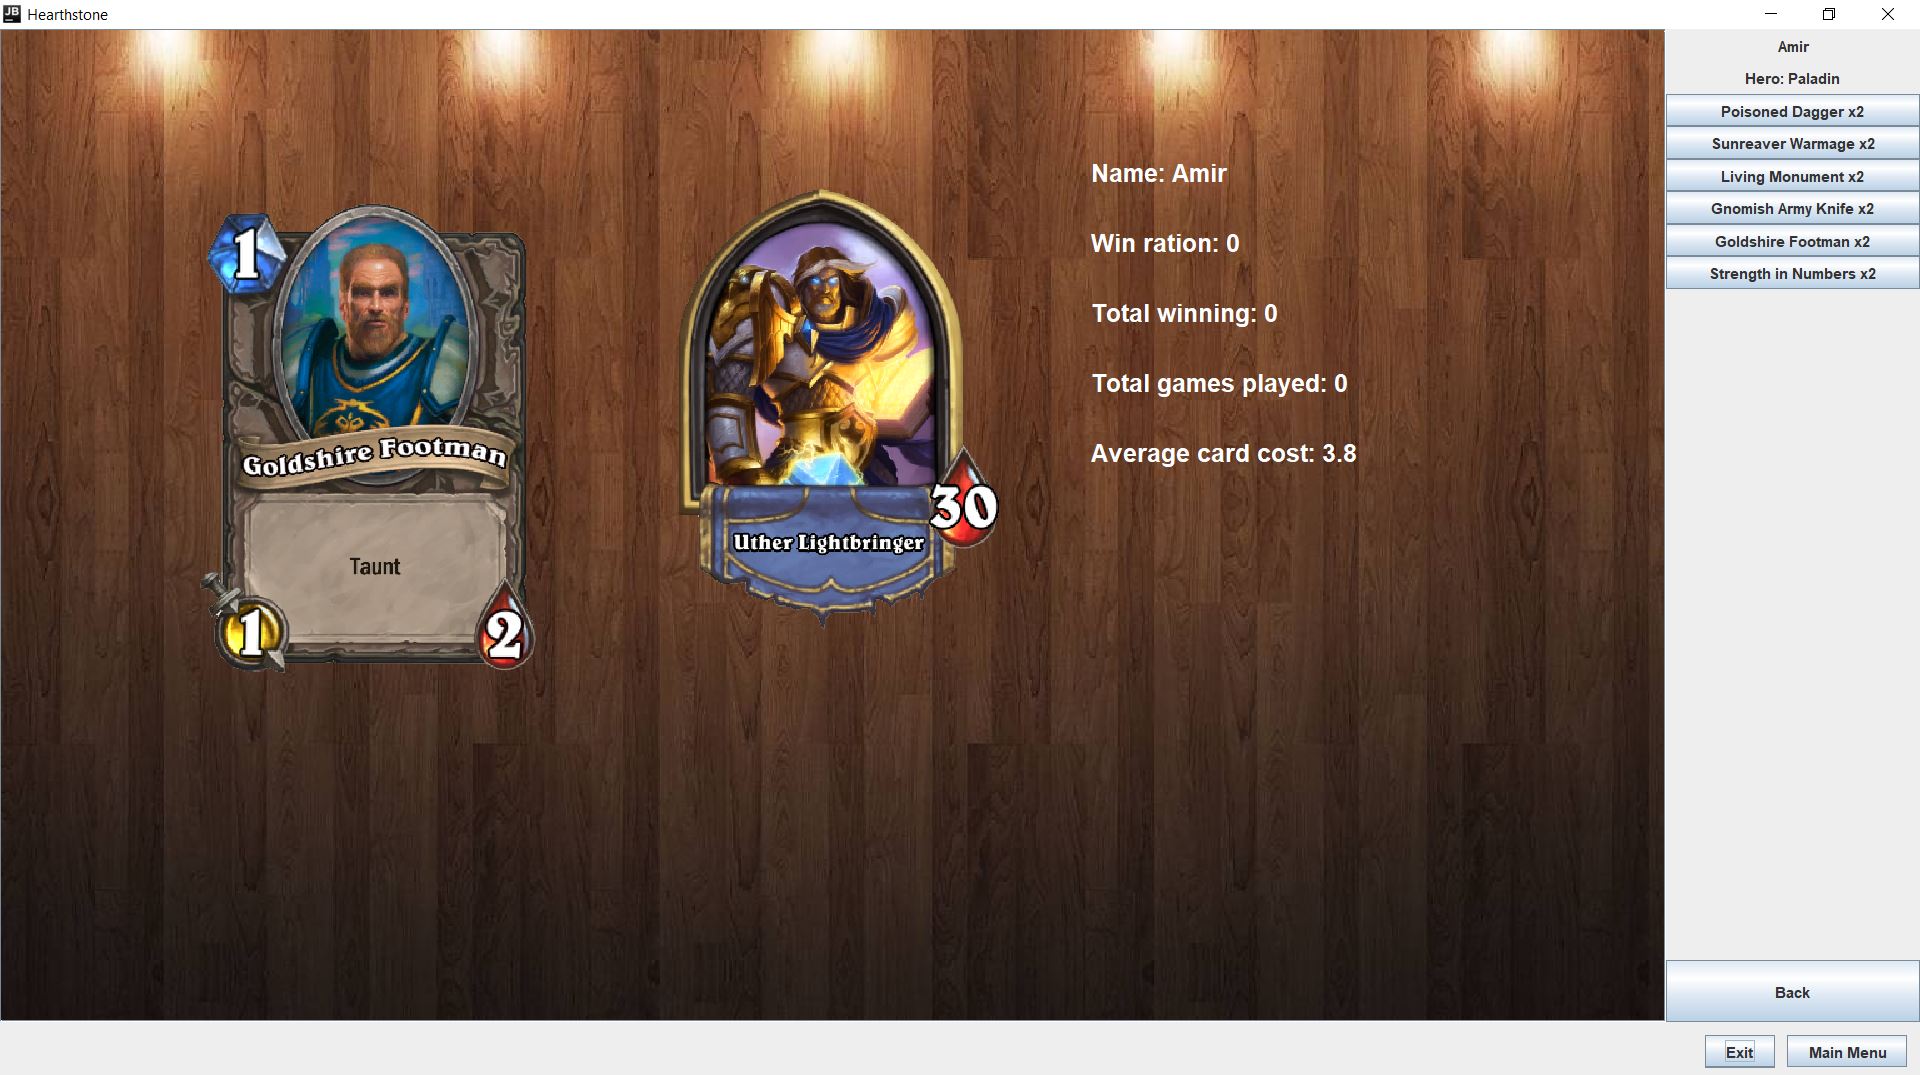 JB
Hearthstone
1
Goldshire Footman
Taunt
1
2
30
Uther Lightbringer
Name: Amir
Win ration: 0
Total winning: 0
Total games played: 0
Average card cost: 3.8
Amir
Hero: Paladin
Poisoned Dagger x2
Sunreaver Warmage x2
Living Monument x2
Gnomish Army Knife x2
Goldshire Footman x2
Strength in Numbers x2
Back
Exit
Main Menu